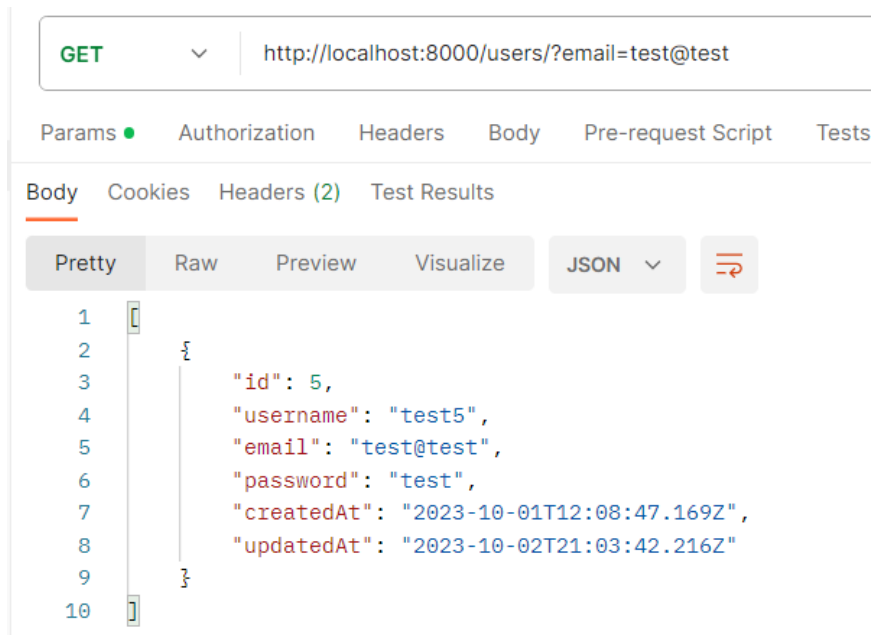 GET http://localhost:8000/users/?email=test@test
Params Authorization Headers Body Pre-request Script Tests
Body Cookies Headers (2) Test Results
Pretty Raw Preview Visualize JSON
1 [
2 {
3 "id": 5,
4 "username": "test5",
5 "email": "test@test",
6 "password": "test",
7 "createdAt": "2023-10-01T12:08:47.169Z",
8 "updatedAt": "2023-10-02T21:03:42.216Z"
9 }
10 ]